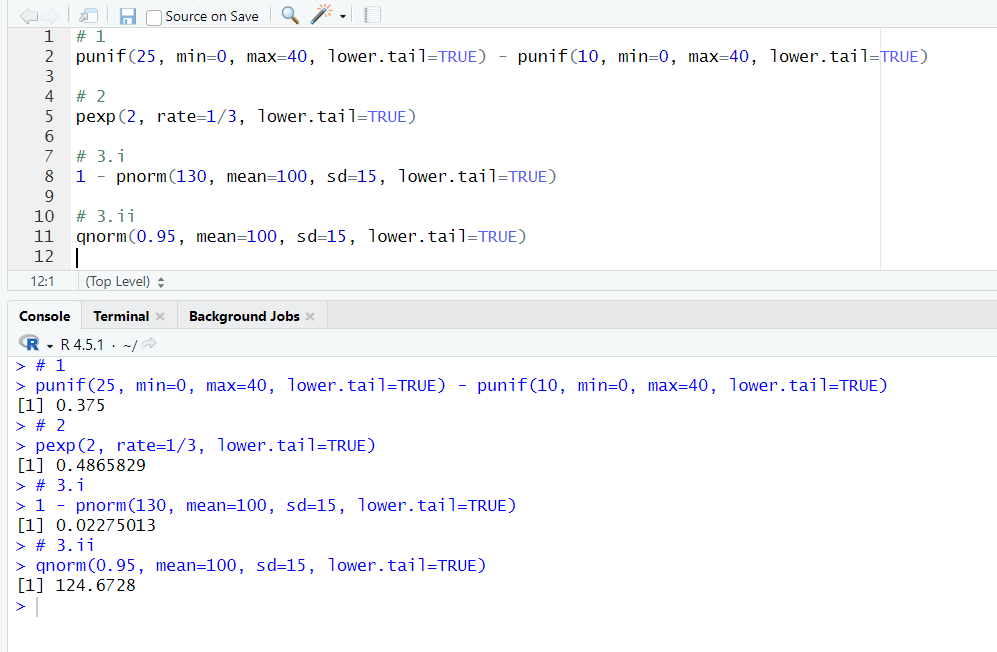 Source on Save
1 # 1
2 punif(25, min=0, max=40, lower.tail=TRUE) - punif(10, min=0, max=40, lower.tail=TRUE)
3
4 # 2
5 pexp(2, rate=1/3, lower.tail=TRUE)
6
7 # 3.i
8 1 - pnorm(130, mean=100, sd=15, lower.tail=TRUE)
9
10 # 3.ii
11 qnorm(0.95, mean=100, sd=15, lower.tail=TRUE)
12
12:1 (Top Level)
Console Terminal Background Jobs
R R 4.5.1 · ~/
> # 1
> punif(25, min=0, max=40, lower.tail=TRUE) - punif(10, min=0, max=40, lower.tail=TRUE)
[1] 0.375
> # 2
> pexp(2, rate=1/3, lower.tail=TRUE)
[1] 0.4865829
> # 3.i
> 1 - pnorm(130, mean=100, sd=15, lower.tail=TRUE)
[1] 0.02275013
> # 3.ii
> qnorm(0.95, mean=100, sd=15, lower.tail=TRUE)
[1] 124.6728
>